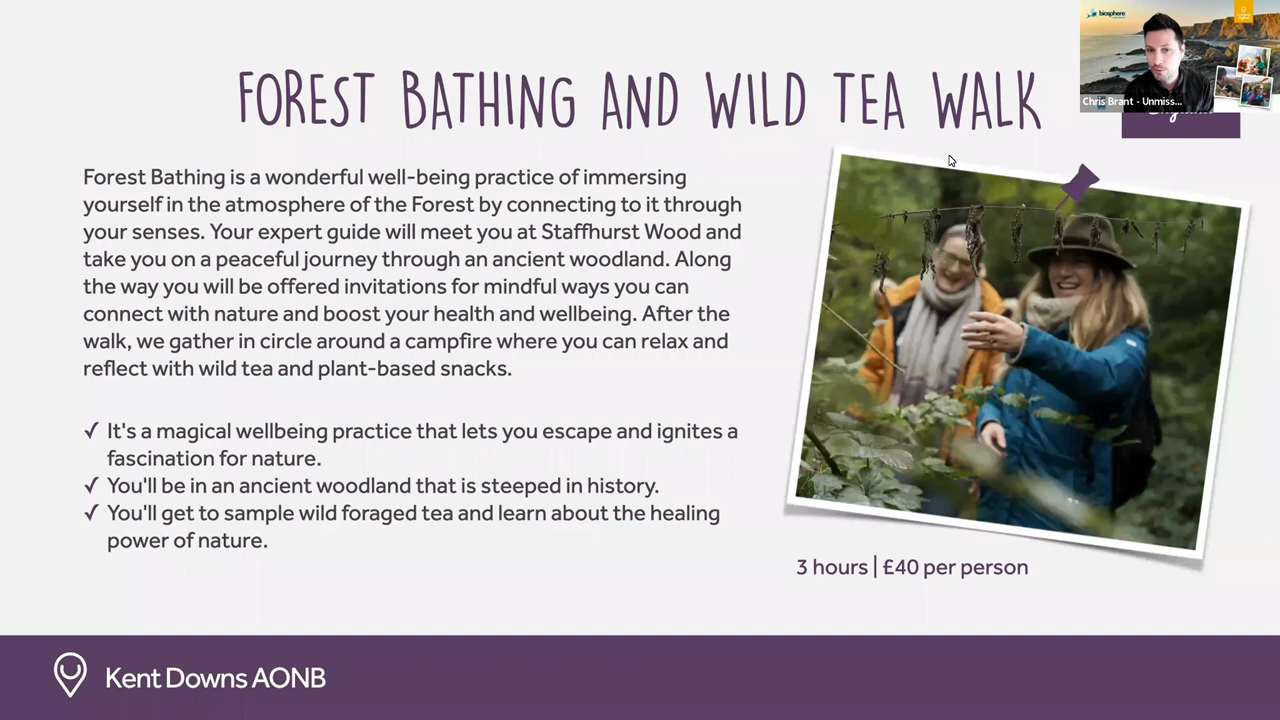 biosphere
Chris Brant - Unmiss...
FOREST BATHING AND WILD TEA WALK
Forest Bathing is a wonderful well-being practice of immersing
yourself in the atmosphere of the Forest by connecting to it through
your senses. Your expert guide will meet you at Staffhurst Wood and
take you on a peaceful journey through an ancient woodland. Along
the way you will be offered invitations for mindful ways you can
connect with nature and boost your health and wellbeing. After the
walk, we gather in circle around a campfire where you can relax and
reflect with wild tea and plant-based snacks.
✓ It's a magical wellbeing practice that lets you escape and ignites a
fascination for nature.
✓ You'll be in an ancient woodland that is steeped in history.
✓ You'll get to sample wild foraged tea and learn about the healing
power of nature.
3 hours | £40 per person
Kent Downs AONB